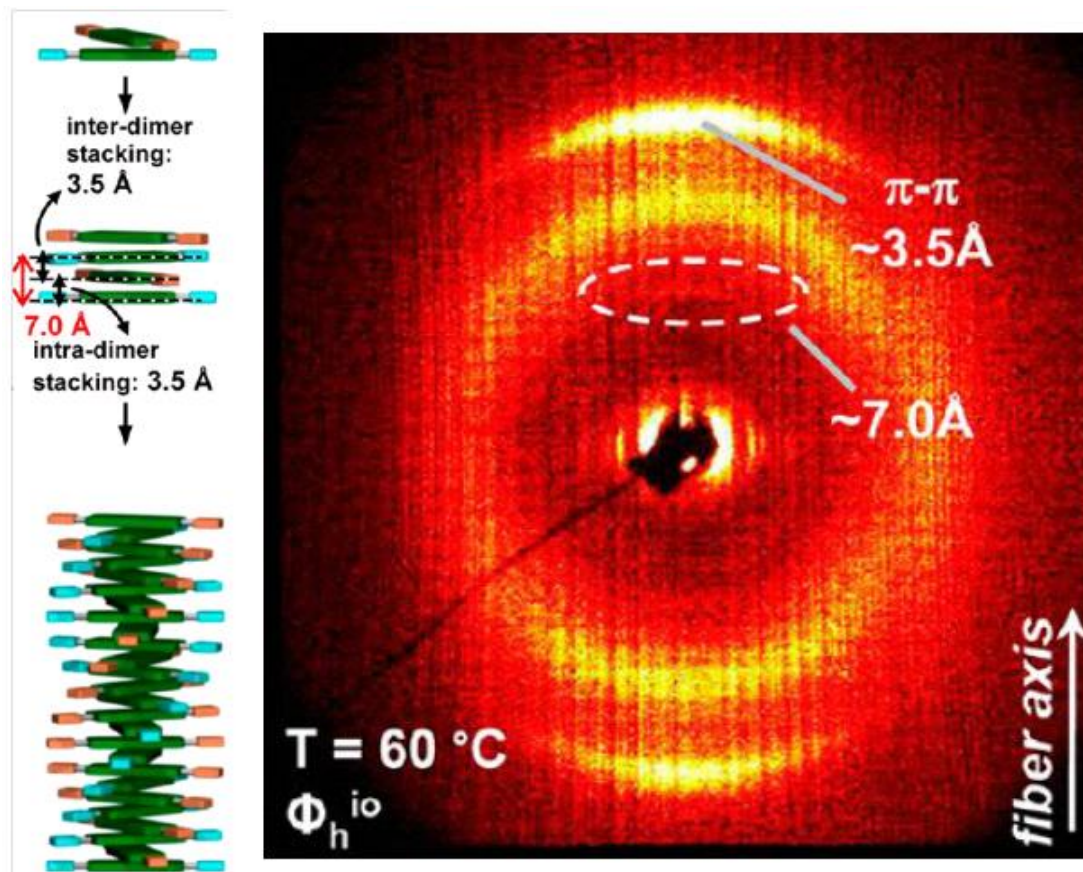 inter-dimer
stacking:
3.5 Å
7.0 Å
intra-dimer
stacking: 3.5 Å
π-π
~3.5Å
~7.0Å
T = 60 °C
Φₕⁱᵒ
fiber axis